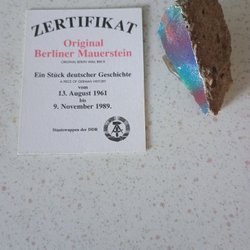 ZERTIFIKAT
Original
Berliner Mauerstein
ORIGINAL BERLIN WALL BRICK
Ein Stück deutscher Geschichte
A PIECE OF GERMAN HISTORY
vom
13. August 1961
bis
9. November 1989.
Staatswappen der DDR